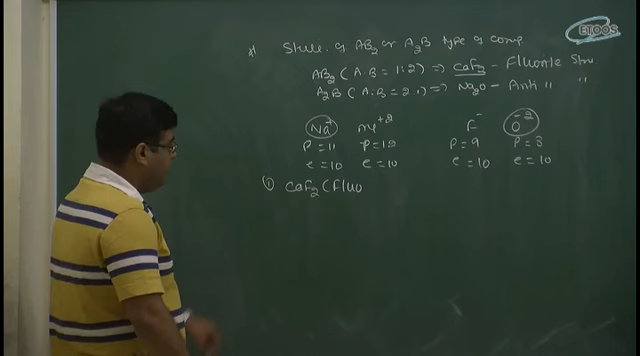 ETOOS
*) Struc. of AB2 or A2B type of comp
AB2 (A:B = 1:2) => CaF2 - Fluorite Stru
A2B (A:B = 2:1) => Na2O - Anti " "
Na+ Mg+2 F- O-2
P=11 P=12 P=9 P=8
e=10 e=10 e=10 e=10
① CaF2 (Fluo